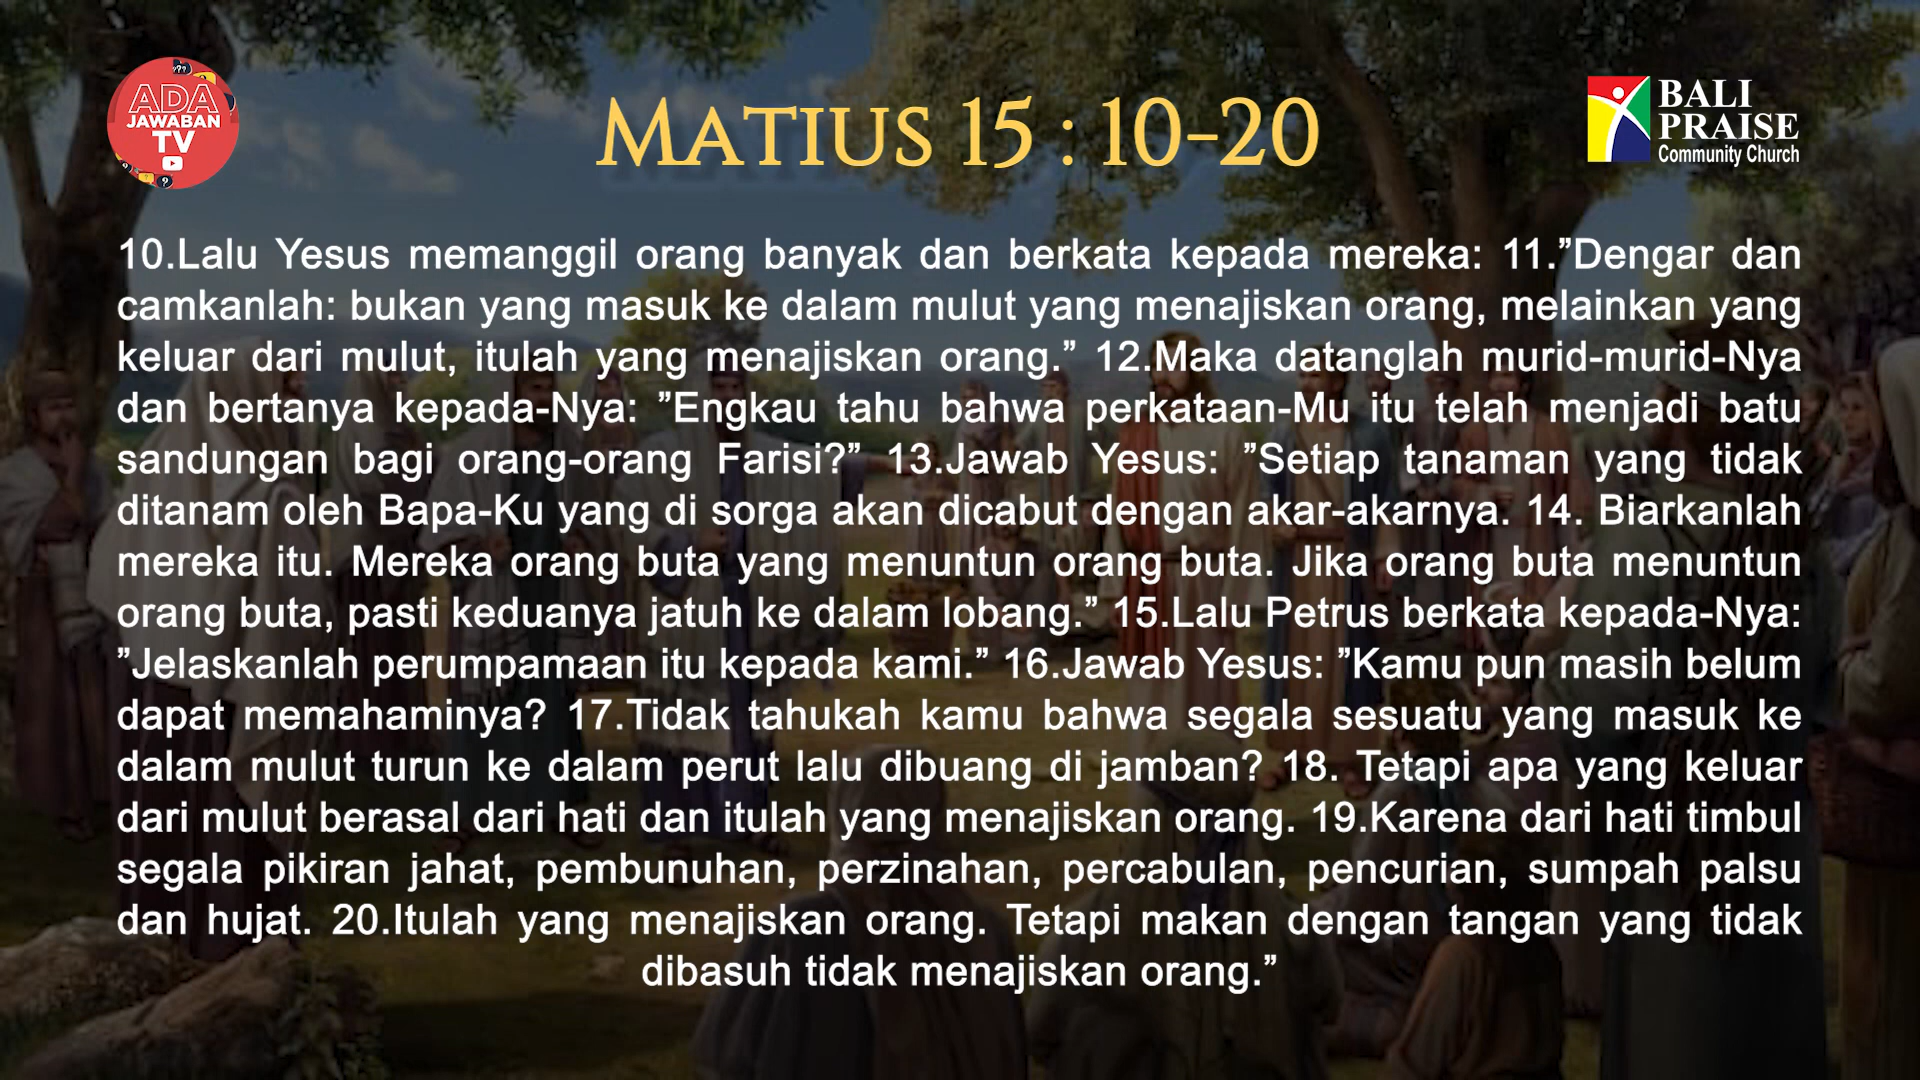 ADA
JAWABAN
TV
MATIUS 15 : 10-20
BALI
PRAISE
Community Church
10.Lalu Yesus memanggil orang banyak dan berkata kepada mereka: 11.”Dengar dan
camkanlah: bukan yang masuk ke dalam mulut yang menajiskan orang, melainkan yang
keluar dari mulut, itulah yang menajiskan orang.” 12.Maka datanglah murid-murid-Nya
dan bertanya kepada-Nya: ”Engkau tahu bahwa perkataan-Mu itu telah menjadi batu
sandungan bagi orang-orang Farisi?” 13.Jawab Yesus: ”Setiap tanaman yang tidak
ditanam oleh Bapa-Ku yang di sorga akan dicabut dengan akar-akarnya. 14. Biarkanlah
mereka itu. Mereka orang buta yang menuntun orang buta. Jika orang buta menuntun
orang buta, pasti keduanya jatuh ke dalam lobang.” 15.Lalu Petrus berkata kepada-Nya:
”Jelaskanlah perumpamaan itu kepada kami.” 16.Jawab Yesus: ”Kamu pun masih belum
dapat memahaminya? 17.Tidak tahukah kamu bahwa segala sesuatu yang masuk ke
dalam mulut turun ke dalam perut lalu dibuang di jamban? 18. Tetapi apa yang keluar
dari mulut berasal dari hati dan itulah yang menajiskan orang. 19.Karena dari hati timbul
segala pikiran jahat, pembunuhan, perzinahan, percabulan, pencurian, sumpah palsu
dan hujat. 20.Itulah yang menajiskan orang. Tetapi makan dengan tangan yang tidak
dibasuh tidak menajiskan orang.”